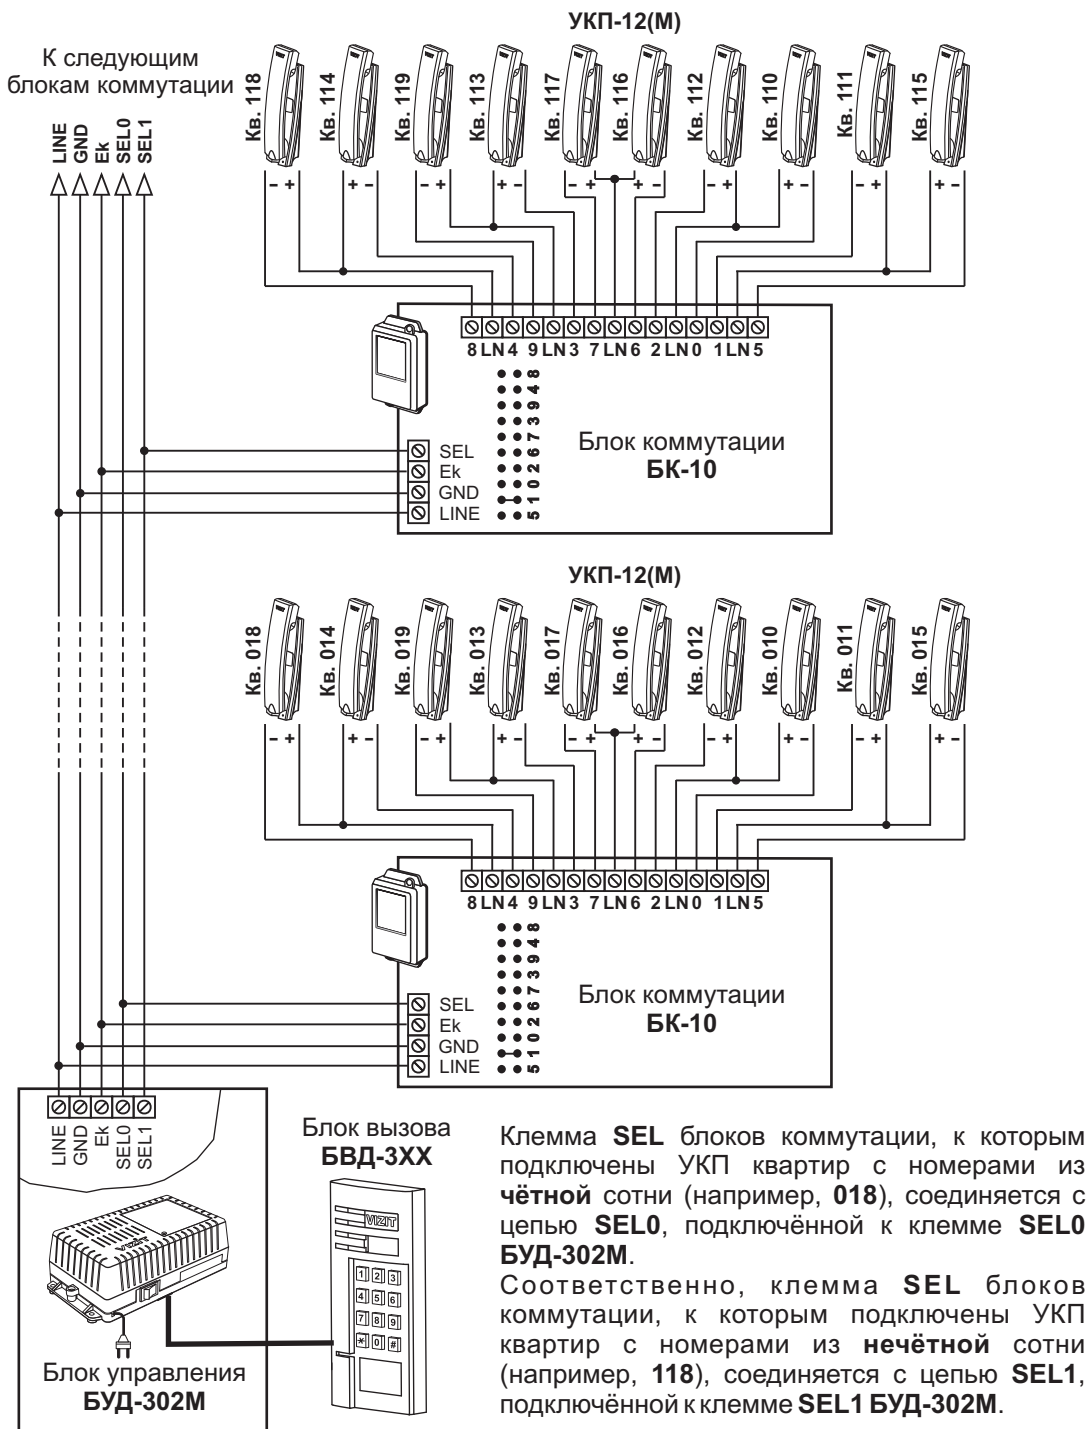 УКП-12(М)
К следующим
блокам коммутации
LINE
GND
Ek
SEL0
SEL1
Кв. 118
Кв. 114
Кв. 119
Кв. 113
Кв. 117
Кв. 116
Кв. 112
Кв. 110
Кв. 111
Кв. 115
- + + - - + + - - + + - - + + - - + + -
8 LN 4 9 LN 3 7 LN 6 2 LN 0 1 LN 5
8
4
9
3
7
6
2
0
1
5
SEL
Ek
GND
LINE
Блок коммутации
БК-10
УКП-12(М)
Кв. 018
Кв. 014
Кв. 019
Кв. 013
Кв. 017
Кв. 016
Кв. 012
Кв. 010
Кв. 011
Кв. 015
- + + - - + + - - + + - - + + - - + + -
8 LN 4 9 LN 3 7 LN 6 2 LN 0 1 LN 5
8
4
9
3
7
6
2
0
1
5
SEL
Ek
GND
LINE
Блок коммутации
БК-10
LINE
GND
Ek
SEL0
SEL1
VIZIT
Блок управления
БУД-302М
Блок вызова
БВД-3ХХ
VIZIT
1 2 3
4 5 6
7 8 9
* 0 #
Клемма SEL блоков коммутации, к которым
подключены УКП квартир с номерами из
чётной сотни (например, 018), соединяется с
цепью SEL0, подключённой к клемме SEL0
БУД-302М.
Соответственно, клемма SEL блоков
коммутации, к которым подключены УКП
квартир с номерами из нечётной сотни
(например, 118), соединяется с цепью SEL1,
подключённой к клемме SEL1 БУД-302М.